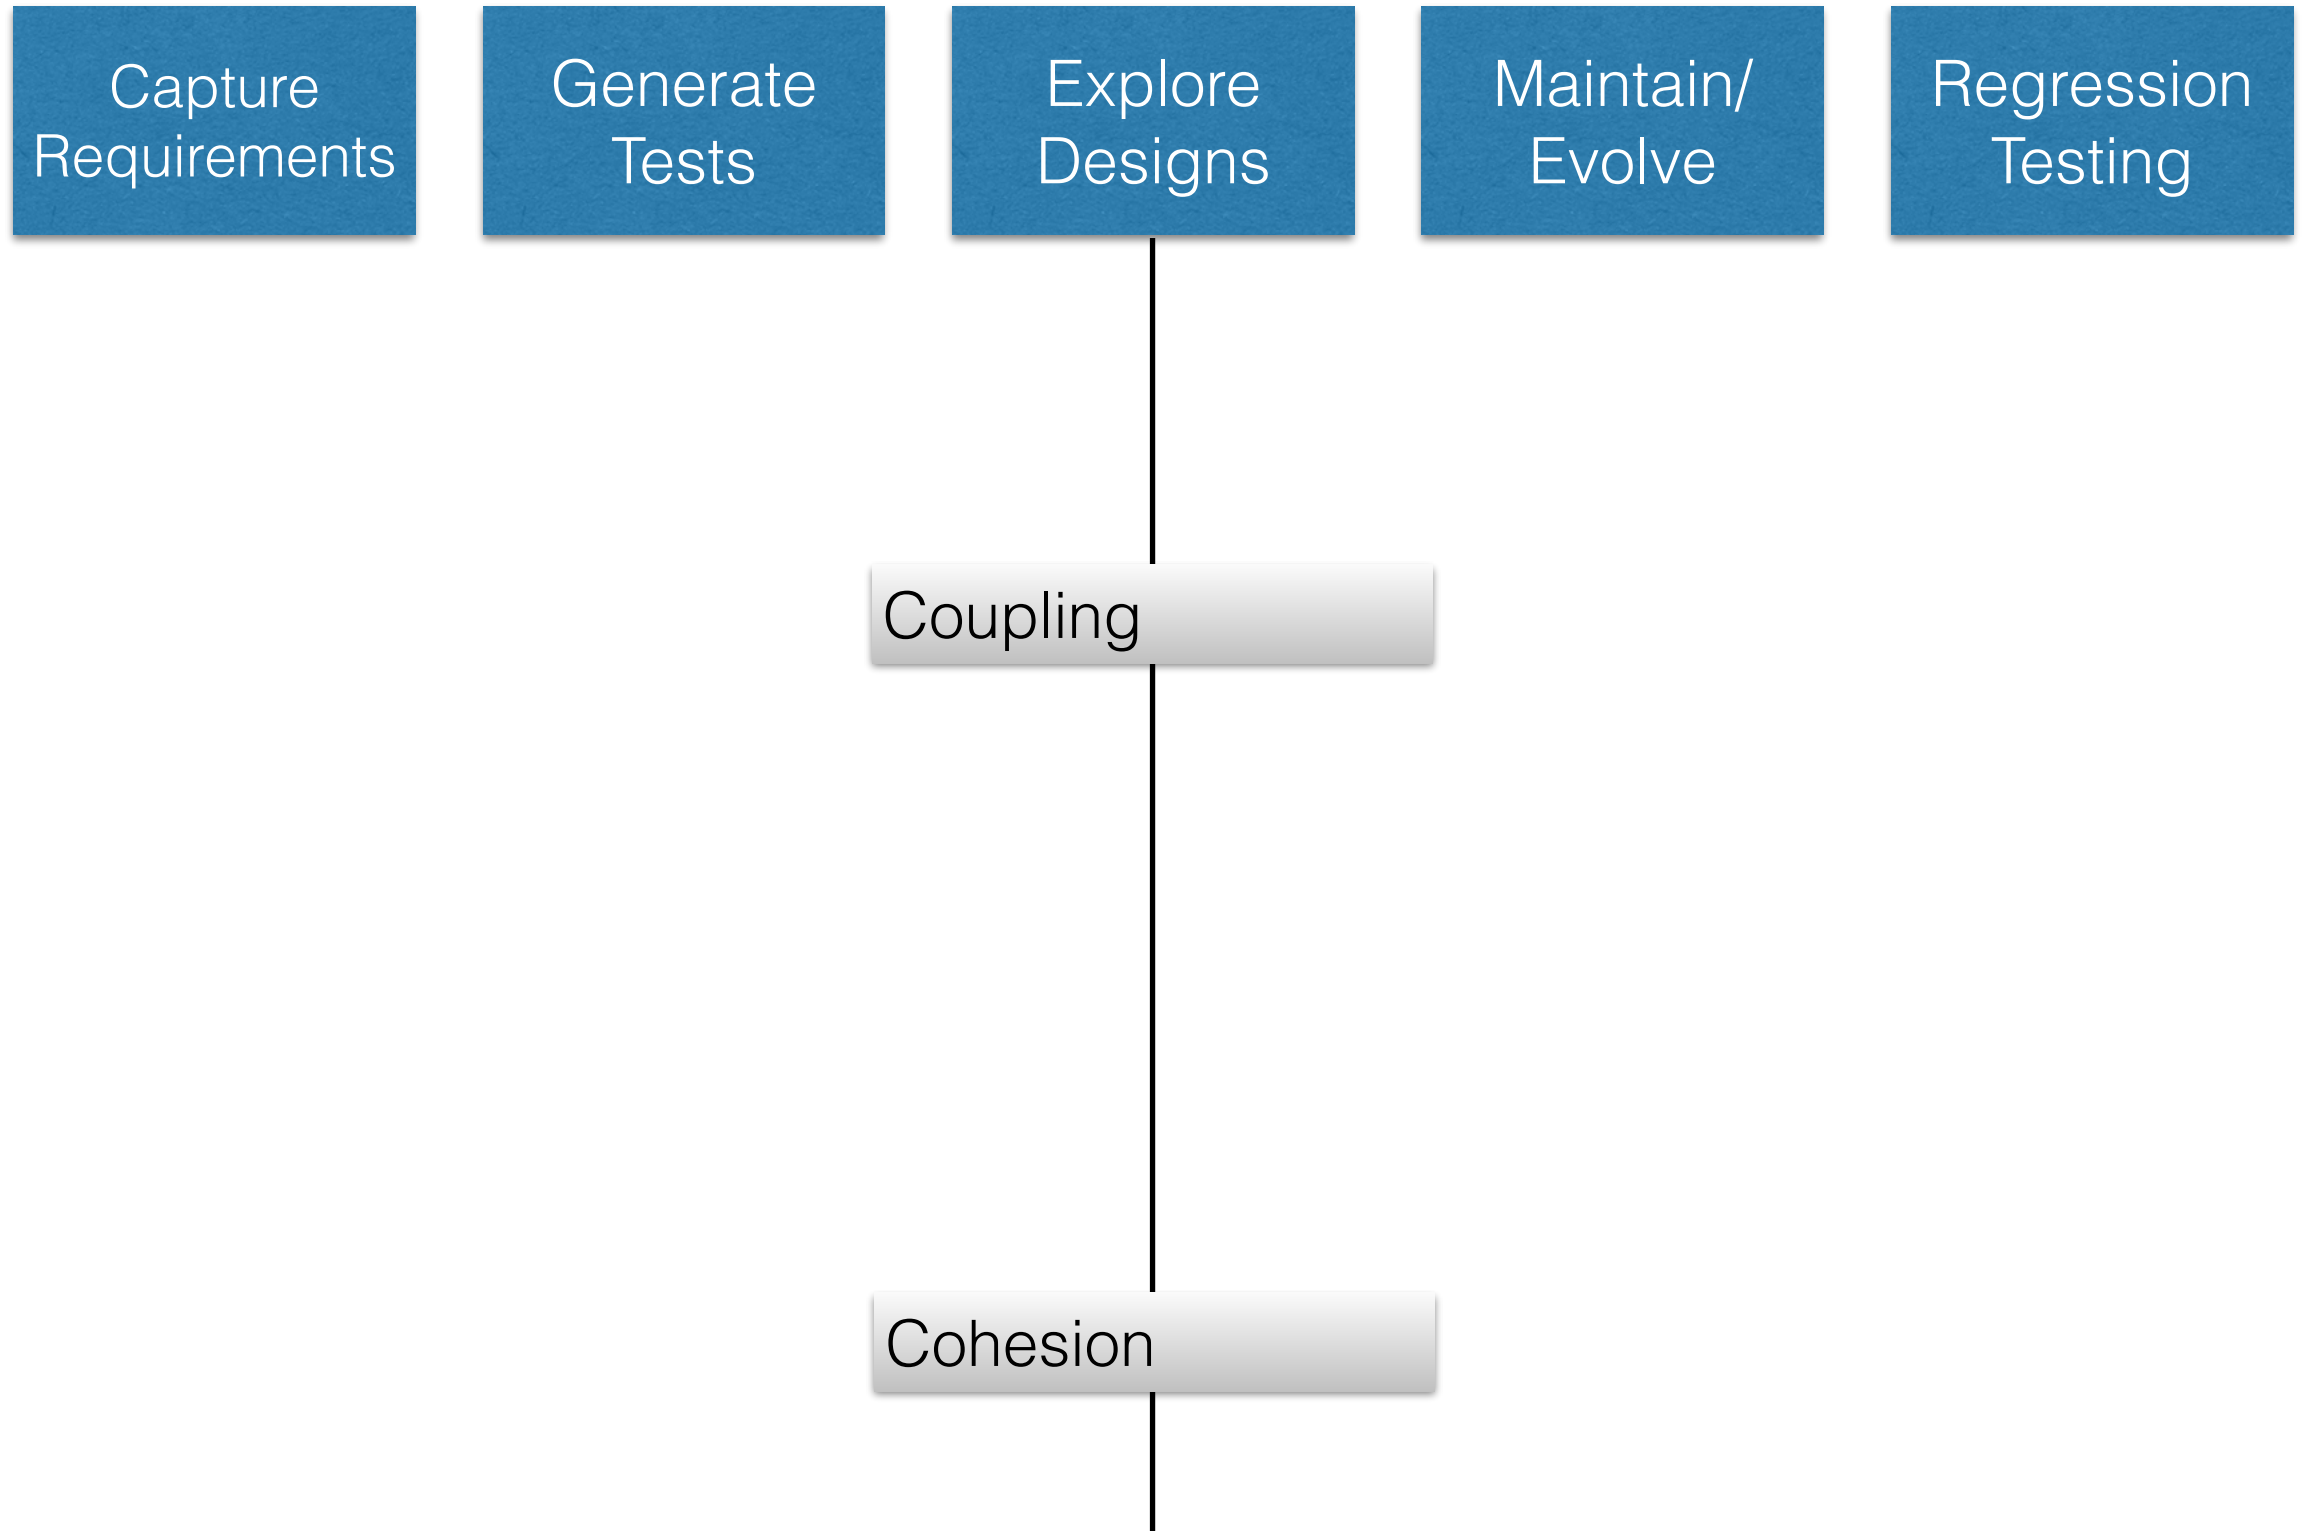 Capture
Requirements
Generate
Tests
Explore
Designs
Maintain/
Evolve
Regression
Testing
Coupling
Cohesion